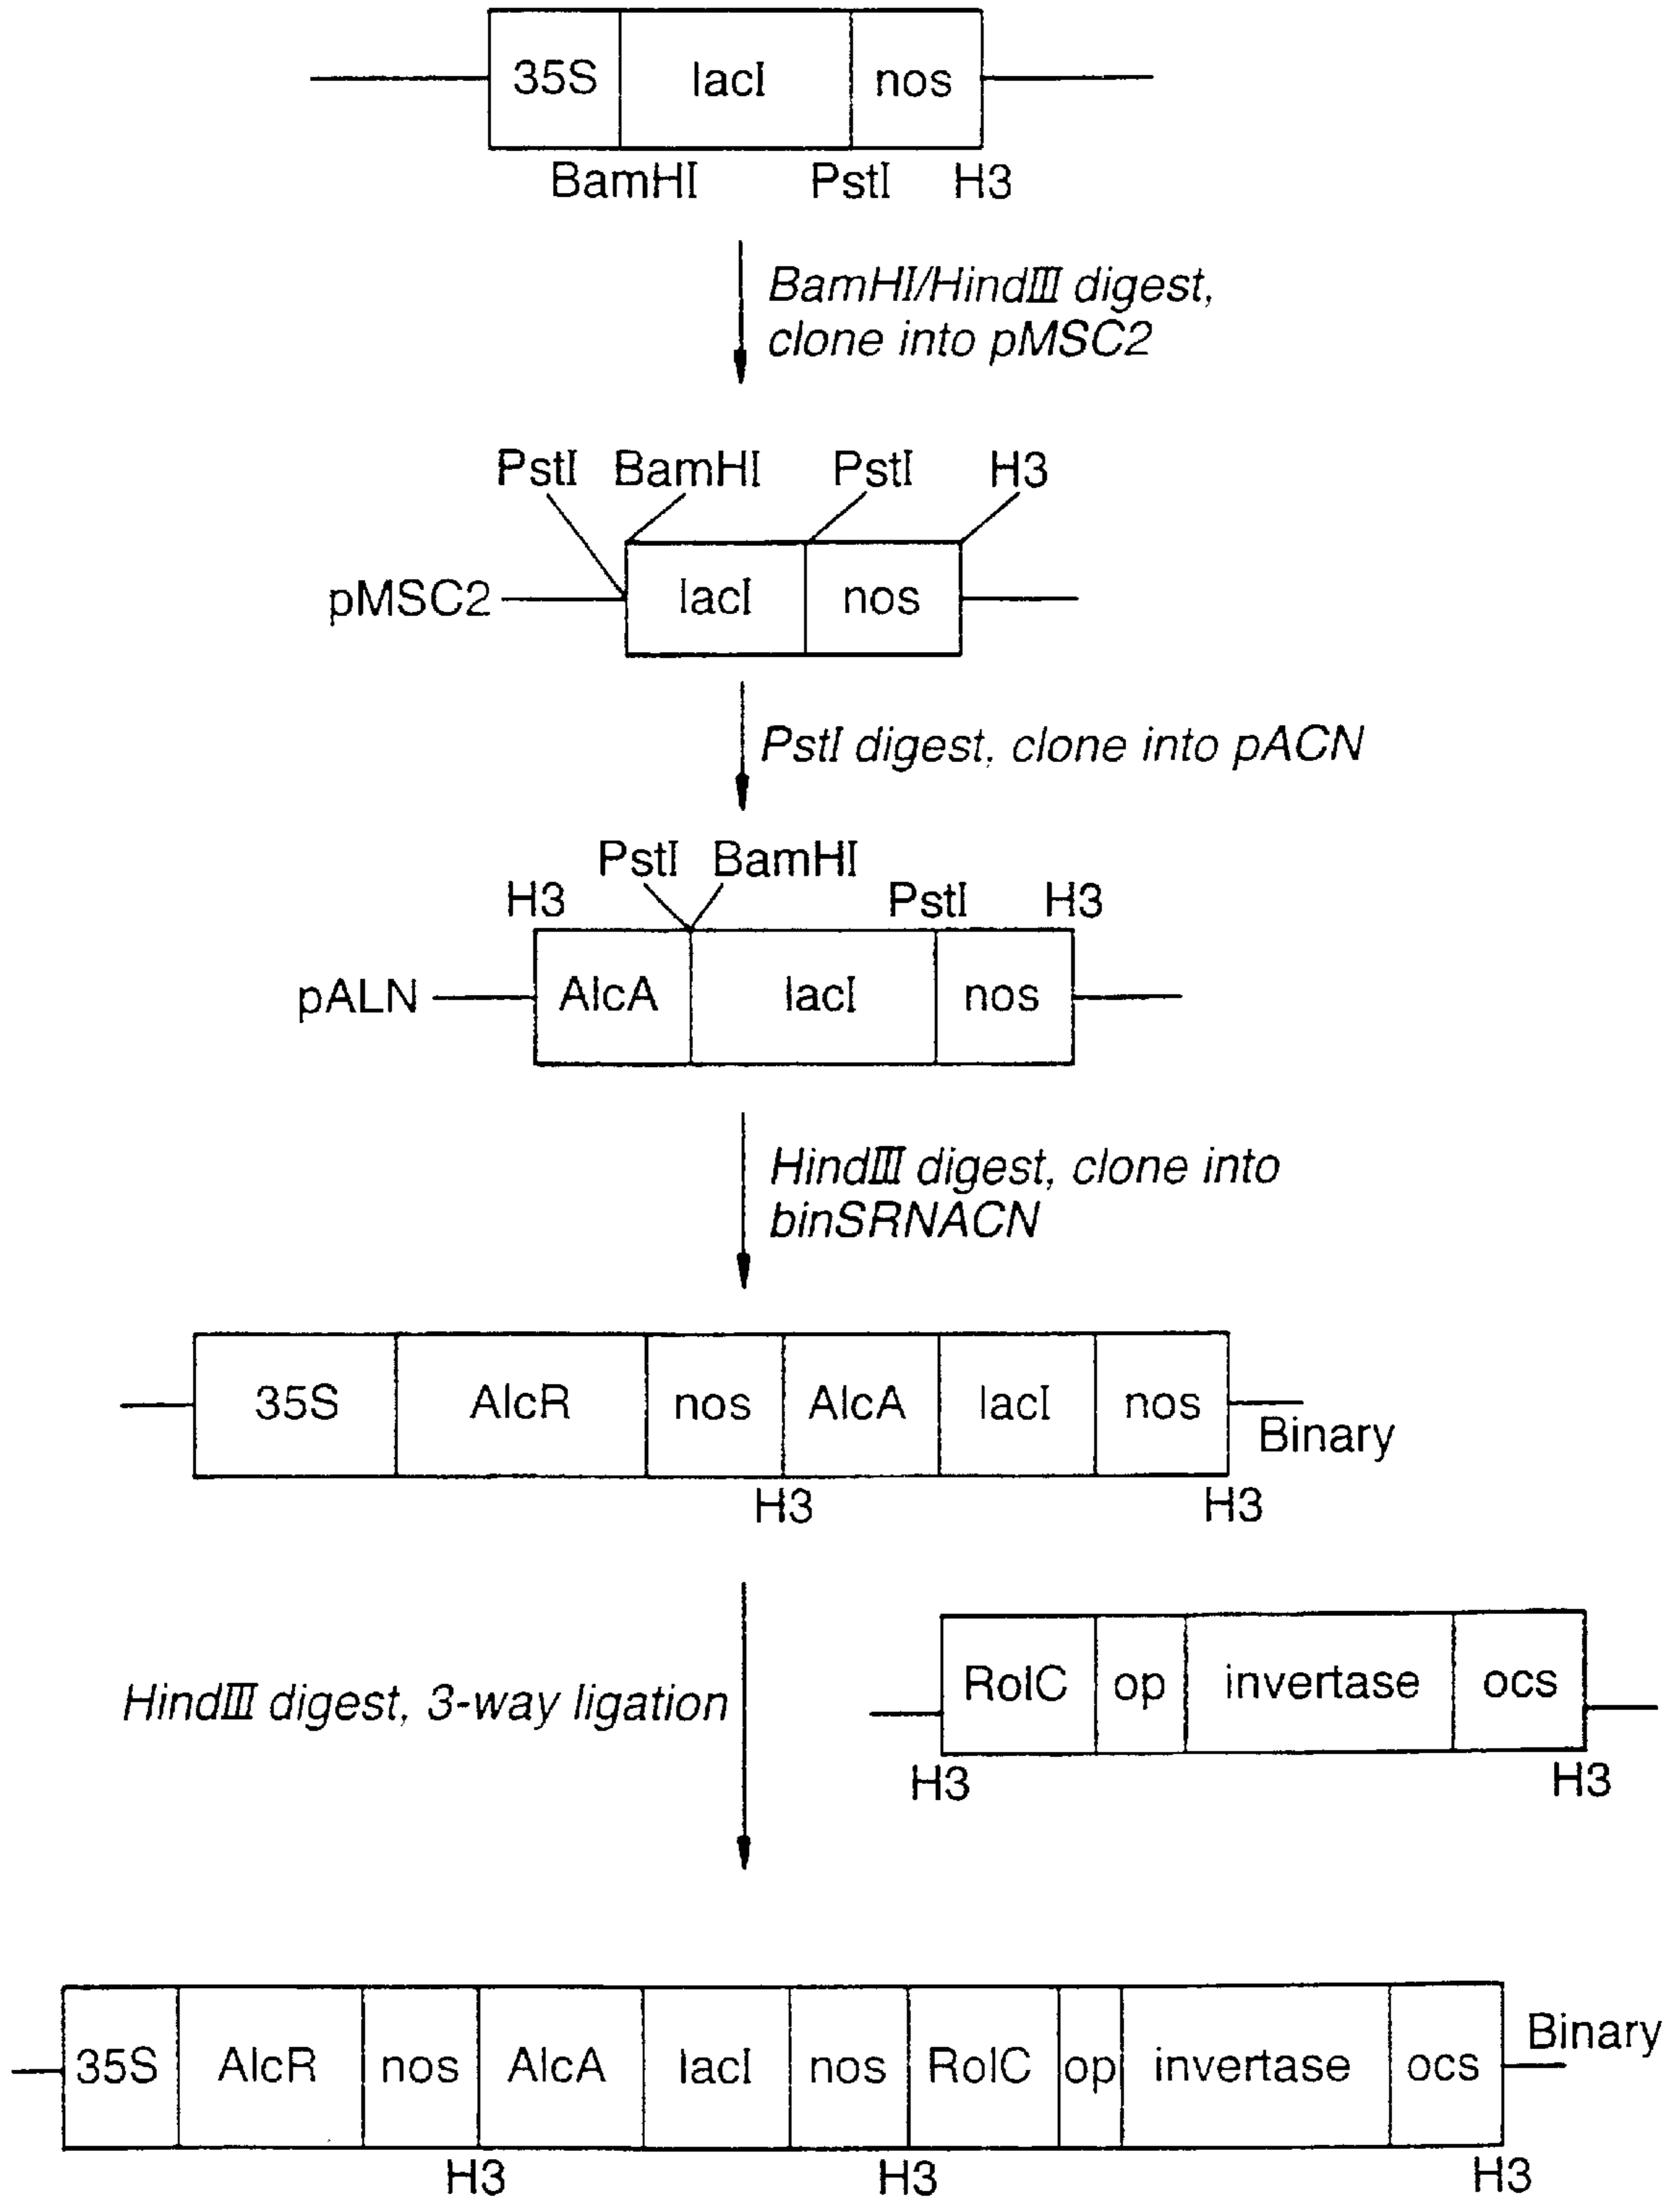 35S lacI nos
BamHI PstI H3
BamHI/HindIII digest,
clone into pMSC2
PstI BamHI PstI H3
pMSC2 lacI nos
PstI digest, clone into pACN
PstI BamHI
H3 PstI H3
pALN AlcA lacI nos
HindIII digest, clone into
binSRNACN
35S AlcR nos AlcA lacI nos
Binary
H3 H3
RolC op invertase ocs
HindIII digest, 3-way ligation
H3 H3
Binary
35S AlcR nos AlcA lacI nos RolC op invertase ocs
H3 H3 H3